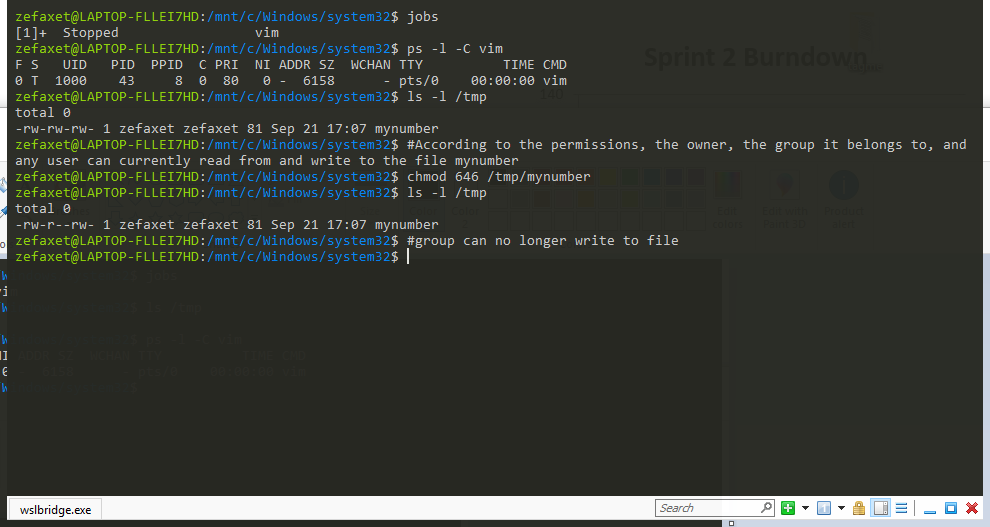 zefaxet@LAPTOP-FLLEI7HD:/mnt/c/Windows/system32$ jobs
[1]+  Stopped                 vim
zefaxet@LAPTOP-FLLEI7HD:/mnt/c/Windows/system32$ ps -l -C vim
F S   UID   PID  PPID  C PRI  NI ADDR SZ   WCHAN TTY          TIME CMD
0 T  1000    43     8  0  80   0 -  6158       - pts/0    00:00:00 vim
zefaxet@LAPTOP-FLLEI7HD:/mnt/c/Windows/system32$ ls -l /tmp
total 0
-rw-rw-rw- 1 zefaxet zefaxet 81 Sep 21 17:07 mynumber
zefaxet@LAPTOP-FLLEI7HD:/mnt/c/Windows/system32$ #According to the permissions, the owner, the group it belongs to, and
any user can currently read from and write to the file mynumber
zefaxet@LAPTOP-FLLEI7HD:/mnt/c/Windows/system32$ chmod 646 /tmp/mynumber
zefaxet@LAPTOP-FLLEI7HD:/mnt/c/Windows/system32$ ls -l /tmp
total 0
-rw-r--rw- 1 zefaxet zefaxet 81 Sep 21 17:07 mynumber
zefaxet@LAPTOP-FLLEI7HD:/mnt/c/Windows/system32$ #group can no longer write to file
zefaxet@LAPTOP-FLLEI7HD:/mnt/c/Windows/system32$
Sprint 2 Burndown
wslbridge.exe
Search